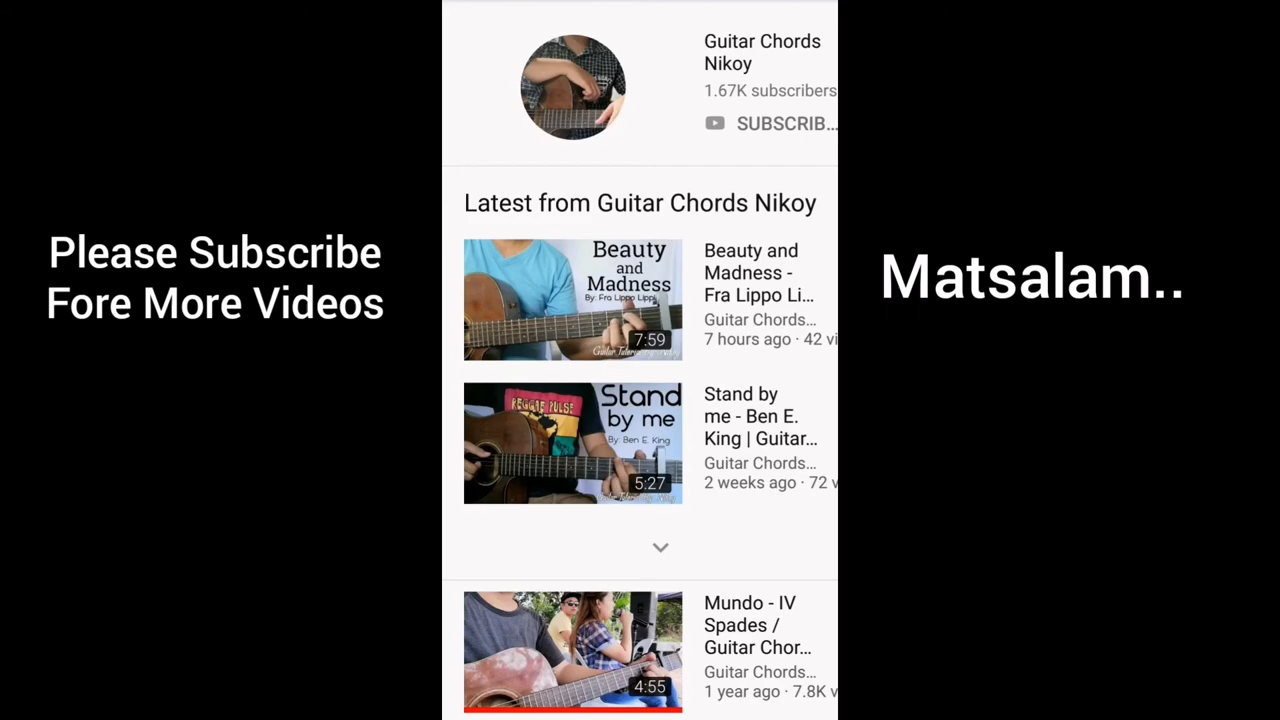 Please Subscribe
Fore More Videos
Guitar Chords
Nikoy
1.67K subscribers
SUBSCRIB...
Latest from Guitar Chords Nikoy
Beauty
and
Madness
By: Fra Lippo Lippi
7:59
Beauty and
Madness -
Fra Lippo Li...
Guitar Chords...
7 hours ago · 42 vi
REGGAE PULSE
Stand
by me
By: Ben E. King
5:27
Stand by
me - Ben E.
King | Guitar...
Guitar Chords...
2 weeks ago · 72 v
4:55
Mundo - IV
Spades /
Guitar Chor...
Guitar Chords...
1 year ago · 7.8K v
Matsalam..